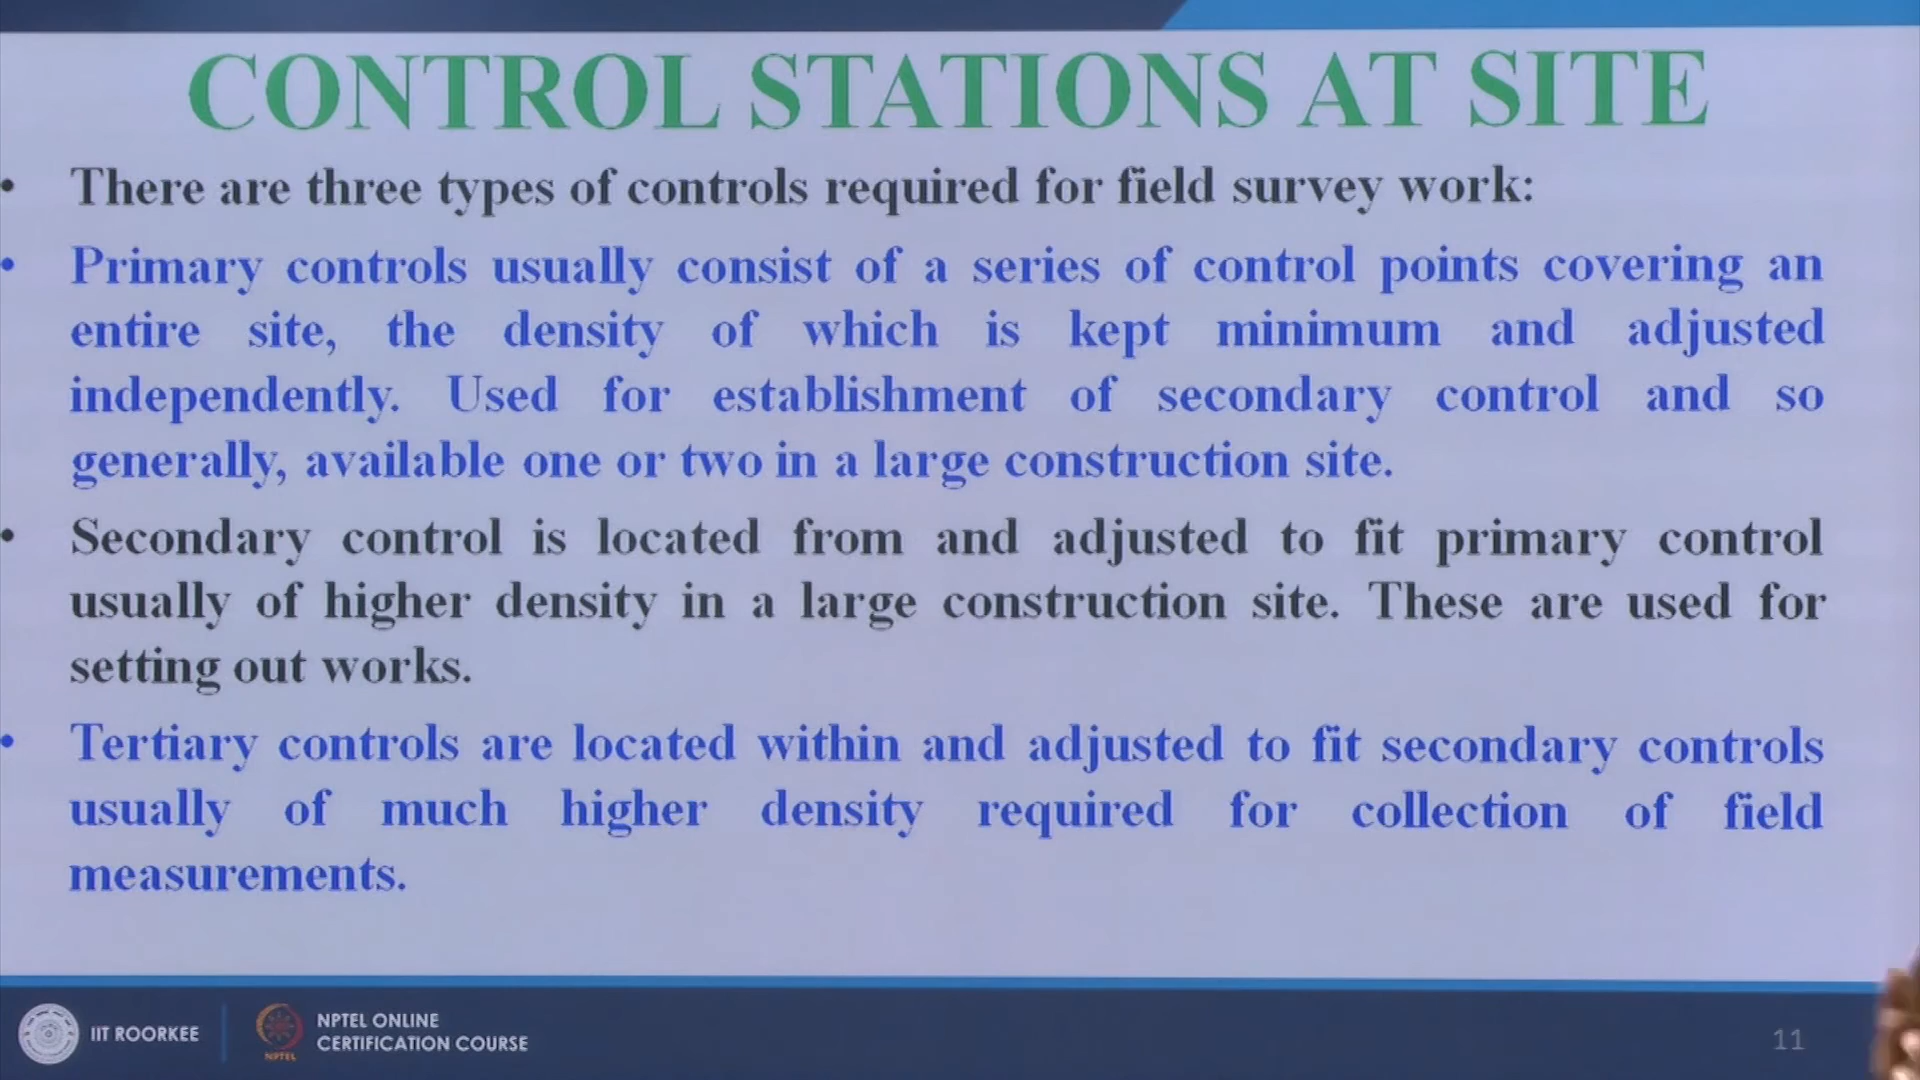 CONTROL STATIONS AT SITE
• There are three types of controls required for field survey work:
• Primary controls usually consist of a series of control points covering an
entire site, the density of which is kept minimum and adjusted
independently. Used for establishment of secondary control and so
generally, available one or two in a large construction site.
• Secondary control is located from and adjusted to fit primary control
usually of higher density in a large construction site. These are used for
setting out works.
• Tertiary controls are located within and adjusted to fit secondary controls
usually of much higher density required for collection of field
measurements.
IIT ROORKEE
NPTEL
NPTEL ONLINE
CERTIFICATION COURSE
11